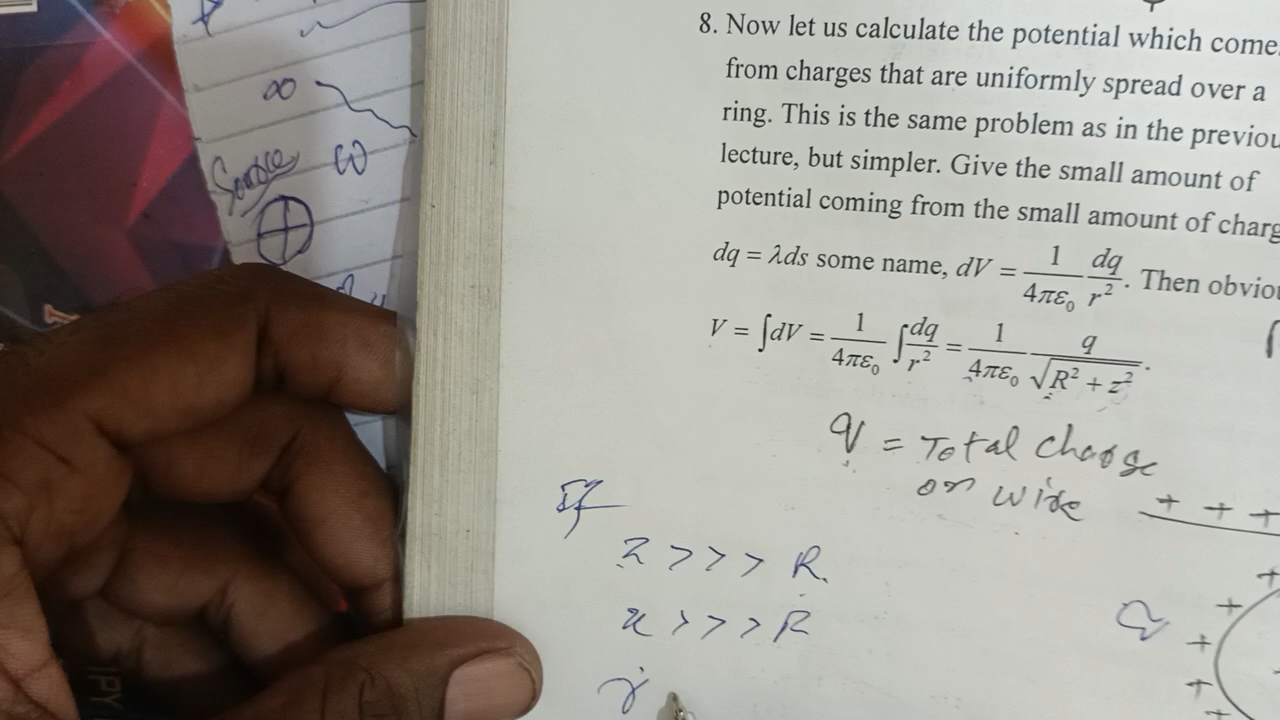 ∞
Source ω
8. Now let us calculate the potential which come
from charges that are uniformly spread over a
ring. This is the same problem as in the previou
lecture, but simpler. Give the small amount of
potential coming from the small amount of charg
dq = λds some name, dV = 1/4πε₀ dq/r². Then obviou
V = ∫dV = 1/4πε₀ ∫dq/r² = 1/4πε₀ q/√R² + z².
q = Total charge
on wire
+ + +
If
z > > > R.
x > > > R
+
+
+
+
+
IPY